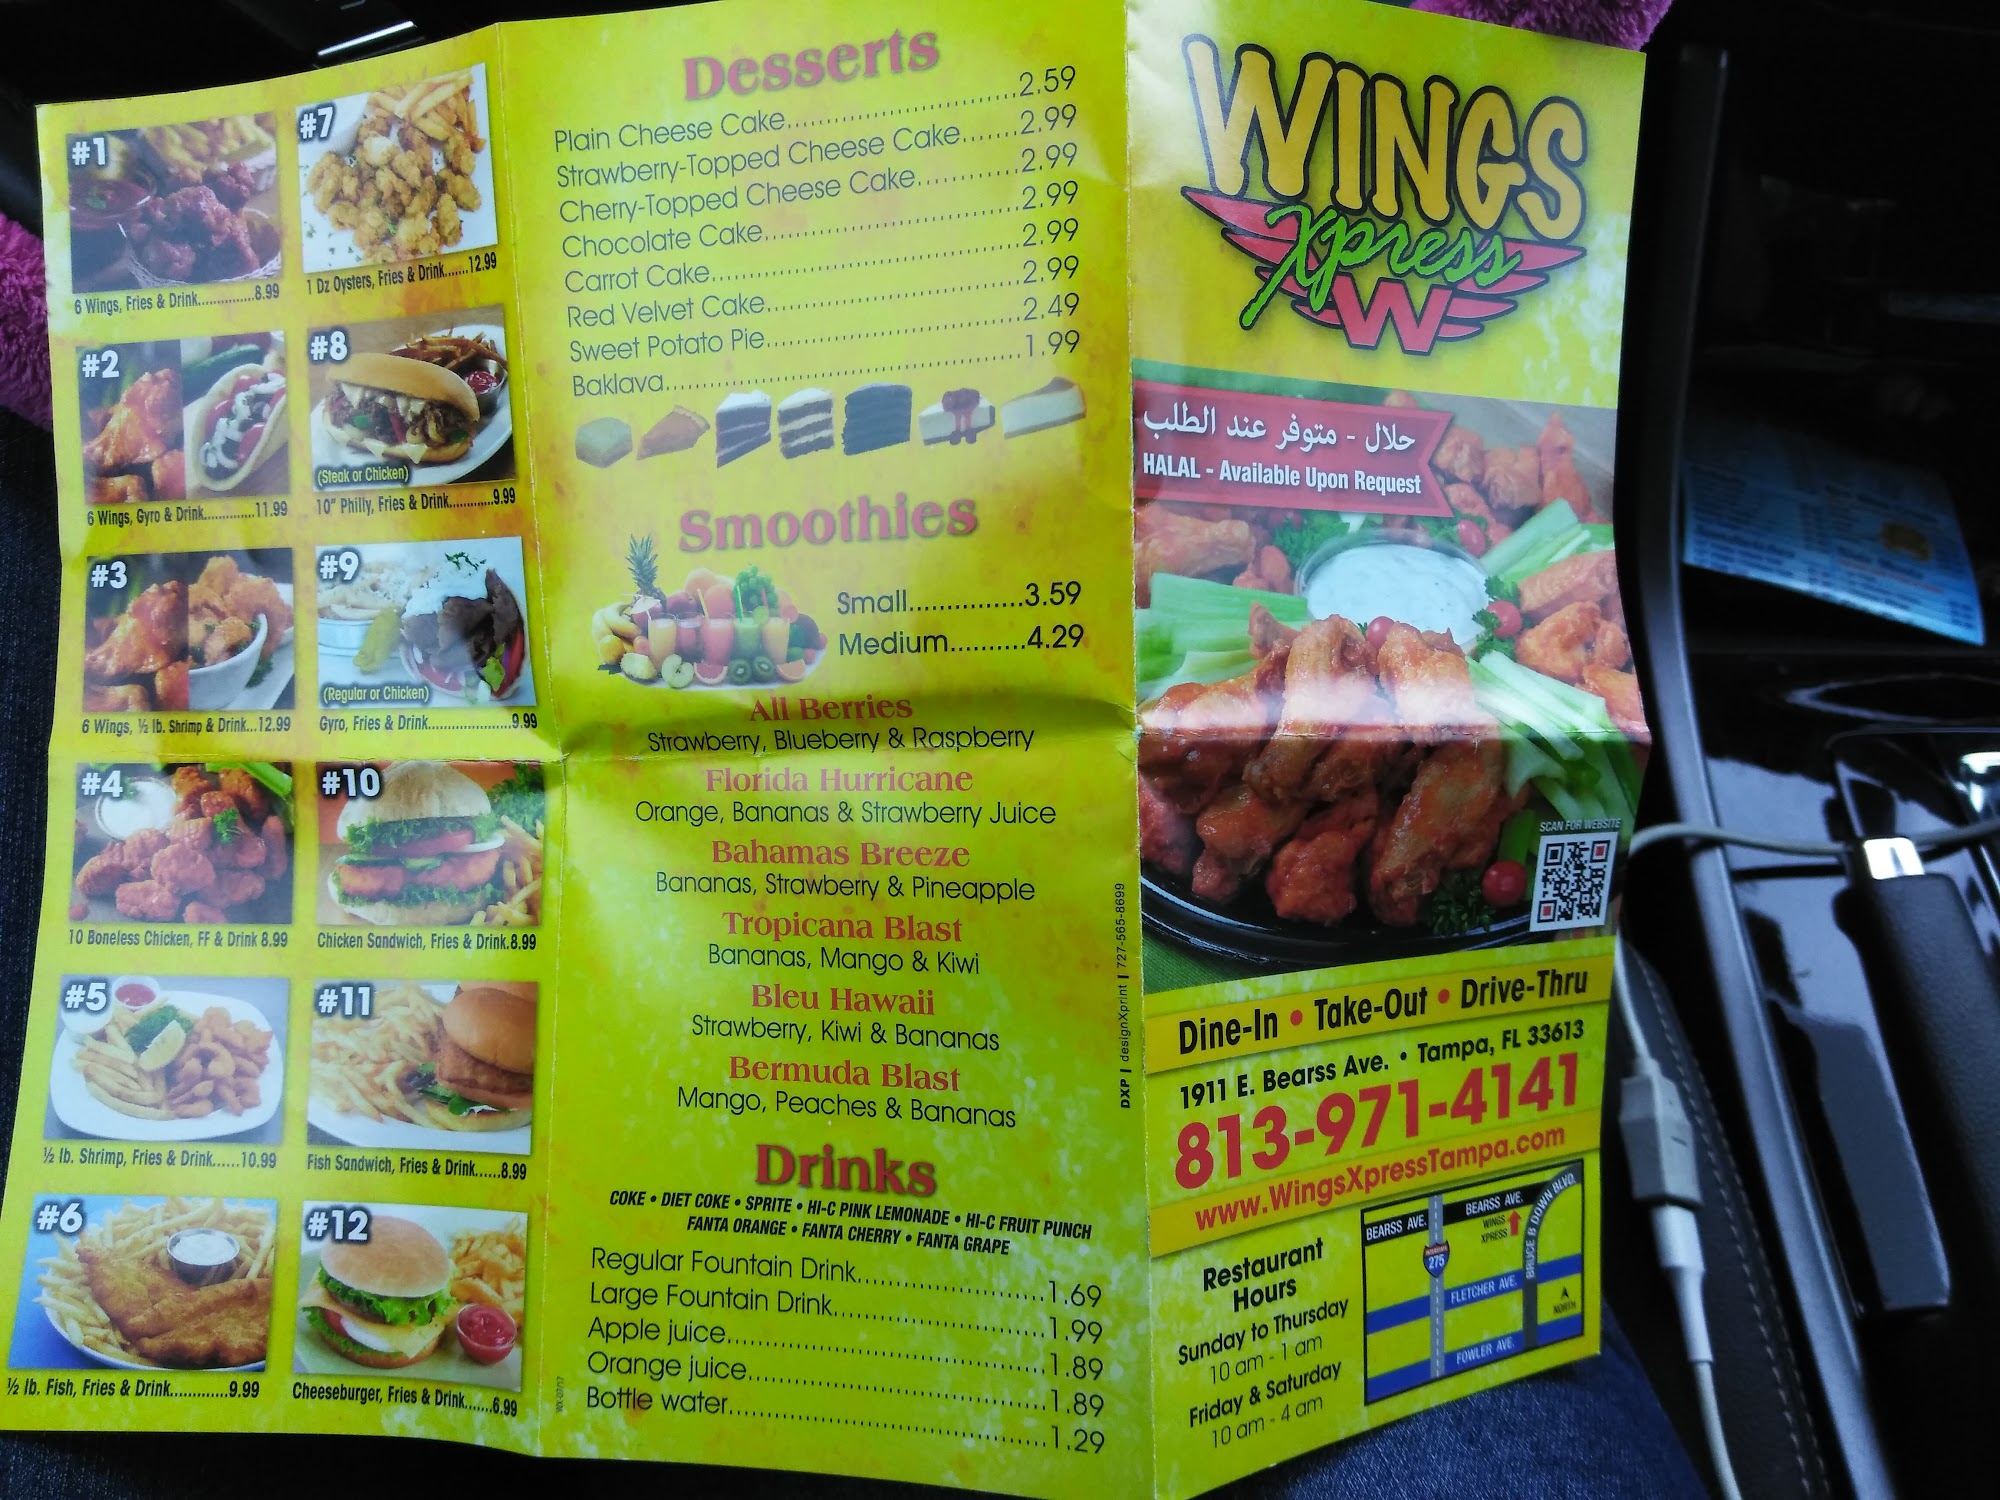 #1
6 Wings, Fries & Drink..............8.99
#2
6 Wings, Gyro & Drink..............11.99
#3
6 Wings, ½ lb. Shrimp & Drink...12.99
#4
10 Boneless Chicken, FF & Drink 8.99
#5
½ lb. Shrimp, Fries & Drink......10.99
#6
½ lb. Fish, Fries & Drink.............9.99
#7
1 Dz Oysters, Fries & Drink......12.99
#8
(Steak or Chicken)
10" Philly, Fries & Drink...........9.99
#9
(Regular or Chicken)
Gyro, Fries & Drink.....................9.99
#10
Chicken Sandwich, Fries & Drink.8.99
#11
Fish Sandwich, Fries & Drink......8.99
#12
Cheeseburger, Fries & Drink.......6.99
Desserts
Plain Cheese Cake..............................2.59
Strawberry-Topped Cheese Cake.......2.99
Cherry-Topped Cheese Cake.............2.99
Chocolate Cake.................................2.99
Carrot Cake.......................................2.99
Red Velvet Cake.................................2.99
Sweet Potato Pie................................2.49
Baklava.............................................1.99
Smoothies
Small................3.59
Medium..........4.29
All Berries
Strawberry, Blueberry & Raspberry
Florida Hurricane
Orange, Bananas & Strawberry Juice
Bahamas Breeze
Bananas, Strawberry & Pineapple
Tropicana Blast
Bananas, Mango & Kiwi
Bleu Hawaii
Strawberry, Kiwi & Bananas
Bermuda Blast
Mango, Peaches & Bananas
Drinks
COKE • DIET COKE • SPRITE • HI-C PINK LEMONADE • HI-C FRUIT PUNCH
FANTA ORANGE • FANTA CHERRY • FANTA GRAPE
Regular Fountain Drink........................1.69
Large Fountain Drink...........................1.99
Apple juice.........................................1.89
Orange juice.......................................1.89
Bottle water........................................1.29
DXP | designXprint | 727-565-8699
WINGS
Xpress
W
حلال - متوفر عند الطلب
HALAL - Available Upon Request
SCAN FOR WEBSITE
Dine-In • Take-Out • Drive-Thru
1911 E. Bearss Ave. • Tampa, FL 33613
813-971-4141
www.WingsXpressTampa.com
Restaurant
Hours
Sunday to Thursday
10 am - 1 am
Friday & Saturday
10 am - 4 am
BEARSS AVE.
BEARSS AVE.
WINGS
XPRESS
BRUCE B DOWN BLVD.
275
FLETCHER AVE.
NORTH
FOWLER AVE.